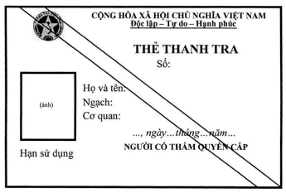 CỘNG HÒA XÃ HỘI CHỦ NGHĨA VIỆT NAM
Độc lập – Tự do – Hạnh phúc
THẺ THANH TRA
Số:
(ảnh)
Họ và tên:
Ngạch:
Cơ quan:
..., ngày...tháng...năm...
Hạn sử dụng
NGƯỜI CÓ THẨM QUYỀN CẤP